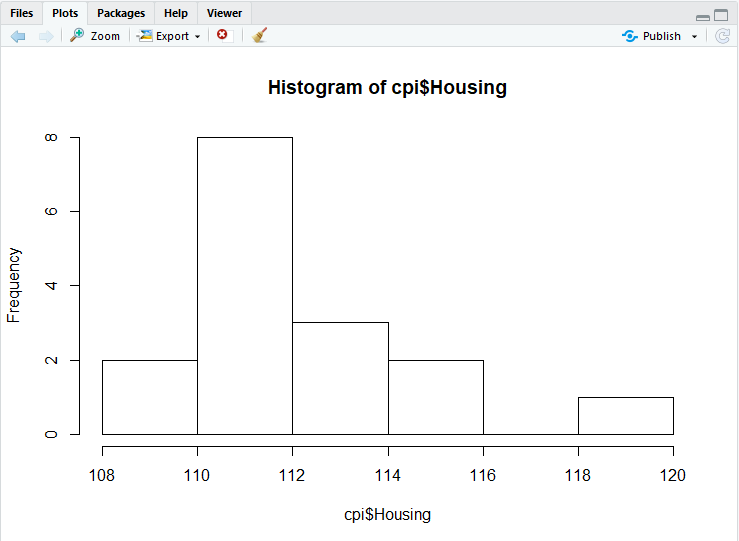 Files Plots Packages Help Viewer
Zoom Export Publish
Histogram of cpi$Housing
8
6
4
2
0
Frequency
108 110 112 114 116 118 120
cpi$Housing